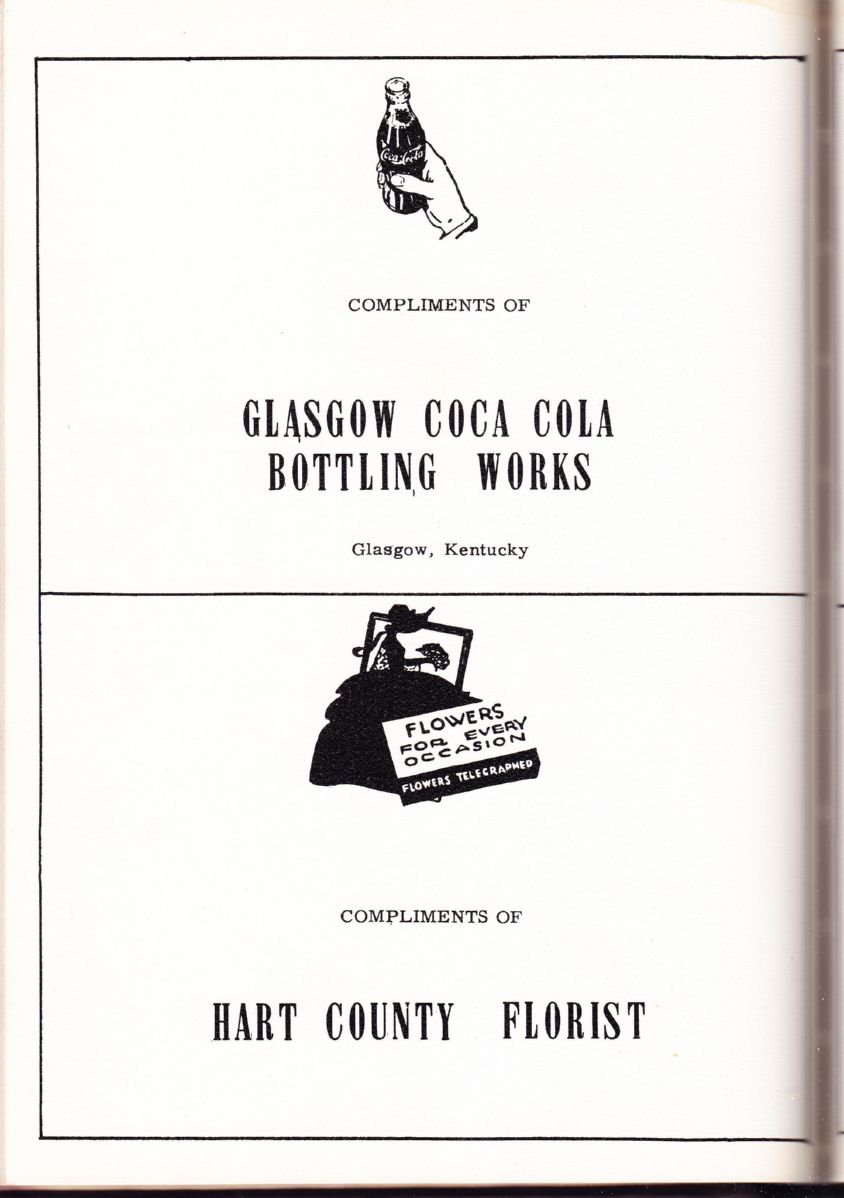 Coca-Cola
COMPLIMENTS OF
GLASGOW COCA COLA
BOTTLING WORKS
Glasgow, Kentucky
FLOWERS
FOR EVERY
OCCASION
FLOWERS TELEGRAPHED
COMPLIMENTS OF
HART COUNTY FLORIST